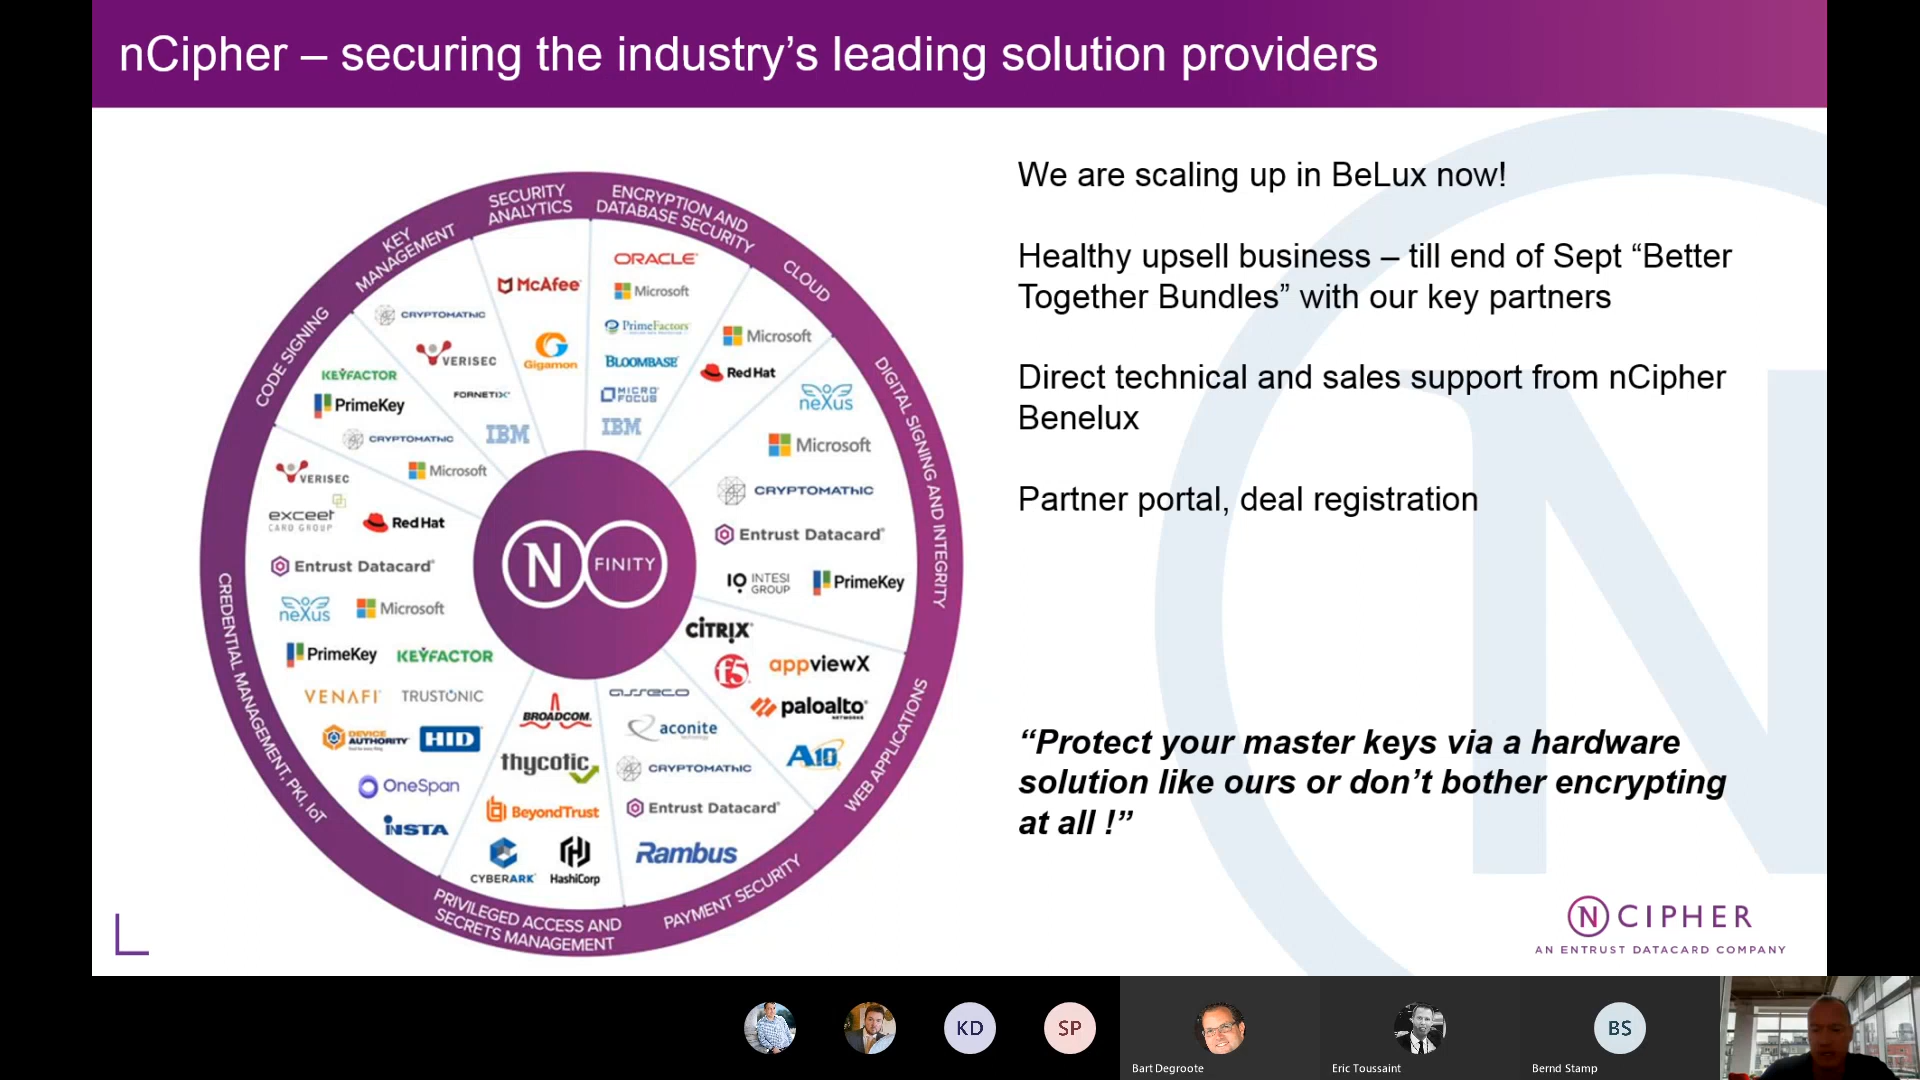 nCipher – securing the industry’s leading solution providers
We are scaling up in BeLux now!
Healthy upsell business – till end of Sept “Better
Together Bundles” with our key partners
Direct technical and sales support from nCipher
Benelux
Partner portal, deal registration
“Protect your master keys via a hardware
solution like ours or don’t bother encrypting
at all !”
SECURITY
ANALYTICS
McAfee
Gigamon
ENCRYPTION AND
DATABASE SECURITY
ORACLE
Microsoft
PrimeFactors
BLOOMBASE
MICRO
FOCUS
IBM
CLOUD
Microsoft
Red Hat
DIGITAL SIGNING AND INTEGRITY
neXus
Microsoft
CRYPTOMATHIC
Entrust Datacard
INTESI
GROUP
PrimeKey
WEB APPLICATIONS
CITRIX
f5
appviewX
paloalto
NETWORKS
A10
PAYMENT SECURITY
asseco
aconite
CRYPTOMATHIC
Entrust Datacard
Rambus
PRIVILEGED ACCESS AND
SECRETS MANAGEMENT
BROADCOM
thycotic
BeyondTrust
CYBERARK
HashiCorp
CREDENTIAL MANAGEMENT, PKI, IoT
VERISEC
exceet
CARD GROUP
Red Hat
Entrust Datacard
neXus
Microsoft
PrimeKey
KEYFACTOR
VENAFI
TRUSTONIC
DEVICE
AUTHORITY
HID
OneSpan
INSTA
CODE SIGNING
KEYFACTOR
PrimeKey
CRYPTOMATHIC
Microsoft
KEY
MANAGEMENT
CRYPTOMATHIC
VERISEC
FORNETIX
IBM
N FINITY
N CIPHER
AN ENTRUST DATACARD COMPANY
KD
SP
BS
Bart Degroote
Eric Toussaint
Bernd Stamp